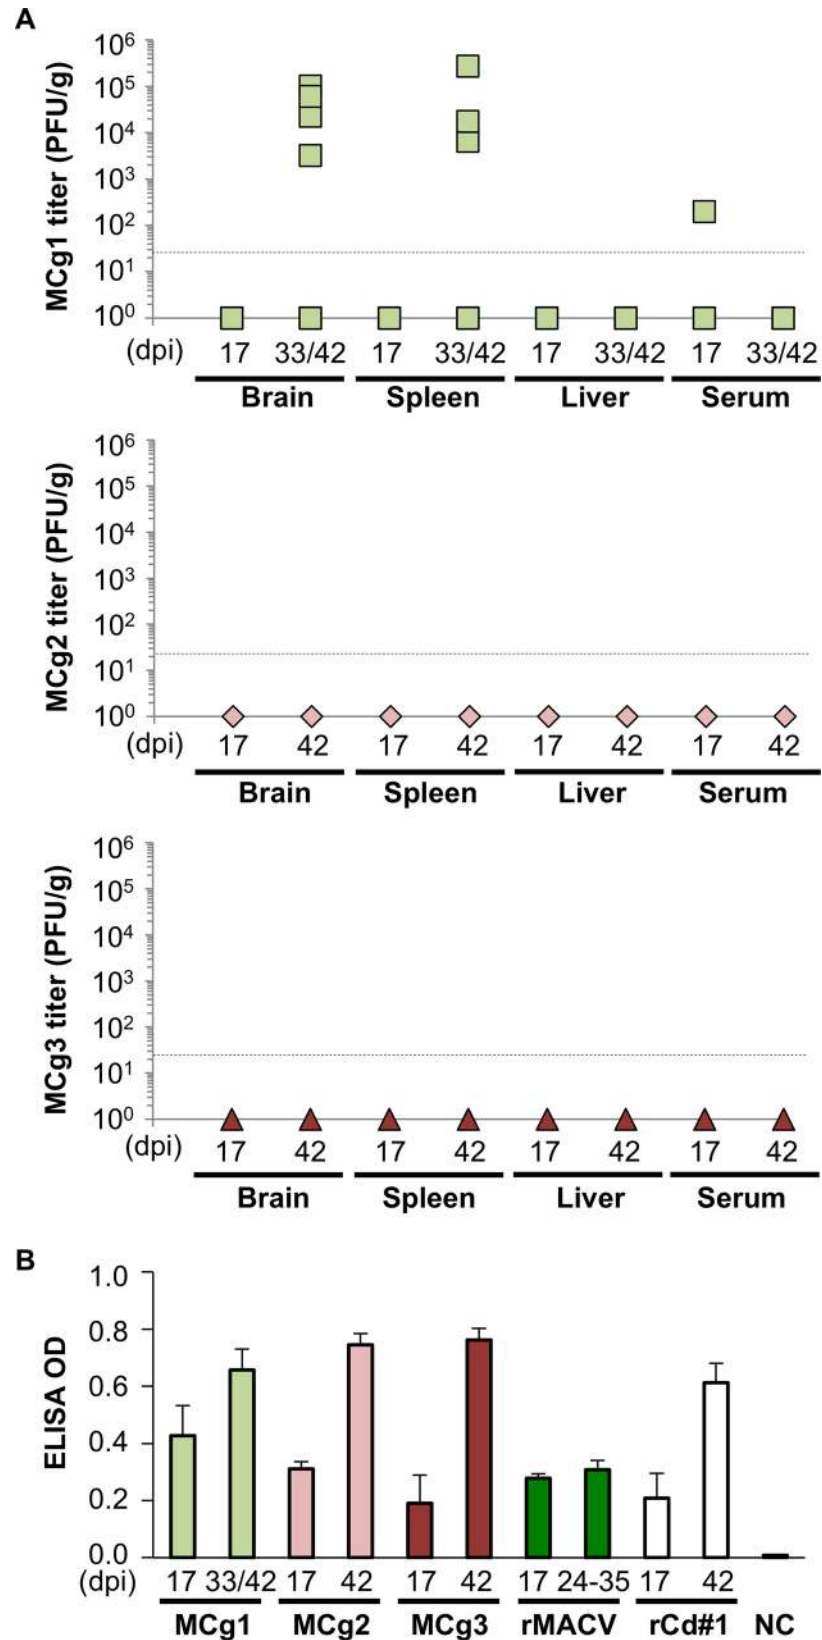 A
MCg1 titer (PFU/g)
10⁶
10⁵
10⁴
10³
10²
10¹
10⁰
(dpi) 17 33/42 17 33/42 17 33/42 17 33/42
Brain Spleen Liver Serum
MCg2 titer (PFU/g)
10⁶
10⁵
10⁴
10³
10²
10¹
10⁰
(dpi) 17 42 17 42 17 42 17 42
Brain Spleen Liver Serum
MCg3 titer (PFU/g)
10⁶
10⁵
10⁴
10³
10²
10¹
10⁰
(dpi) 17 42 17 42 17 42 17 42
Brain Spleen Liver Serum
B
ELISA OD
1.0
0.8
0.6
0.4
0.2
0.0
(dpi) 17 33/42 17 42 17 42 17 24-35 17 42
MCg1 MCg2 MCg3 rMACV rCd#1 NC